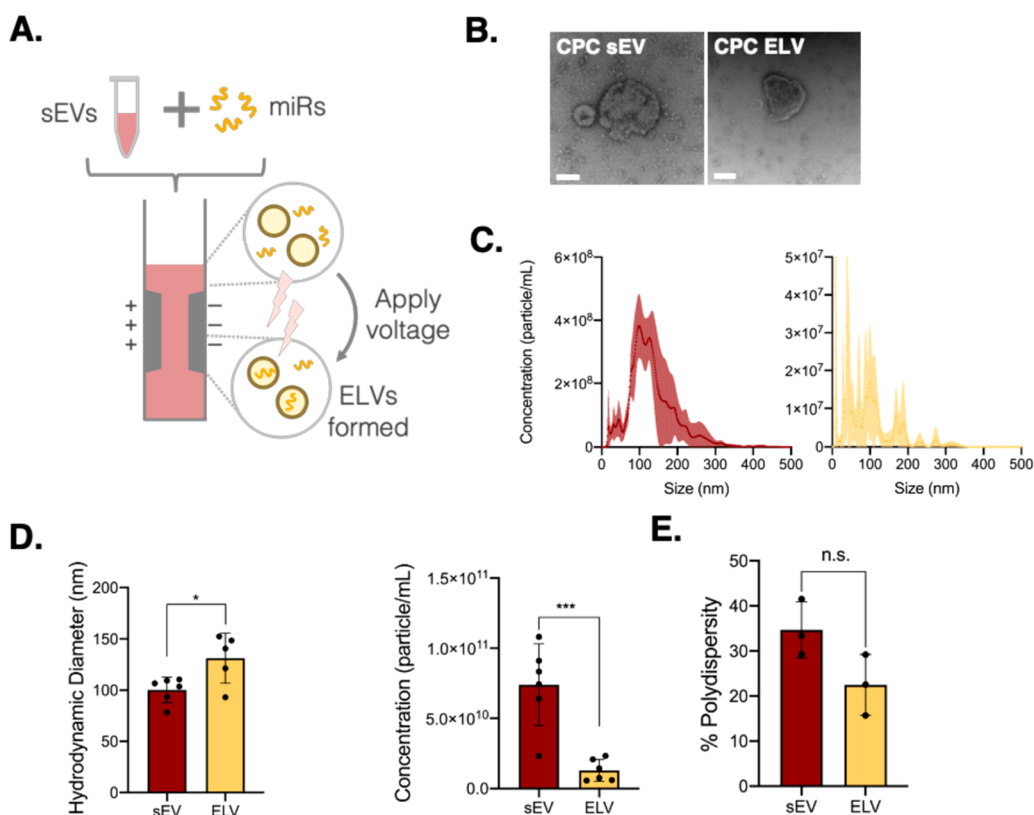 A.
sEVs
miRs
+
+
+
Apply
voltage
ELVs
formed
B.
CPC sEV
CPC ELV
C.
Concentration (particle/mL)
6×10⁸
4×10⁸
2×10⁸
0
0
100
200
300
400
500
Size (nm)
5×10⁷
4×10⁷
3×10⁷
2×10⁷
1×10⁷
0
0
100
200
300
400
500
Size (nm)
D.
Hydrodynamic Diameter (nm)
200
150
100
50
0
*
sEV
ELV
Concentration (particle/mL)
1.5×10¹¹
1.0×10¹¹
5.0×10¹⁰
0.0
***
sEV
ELV
E.
% Polydispersity
50
40
30
20
10
0
n.s.
sEV
ELV